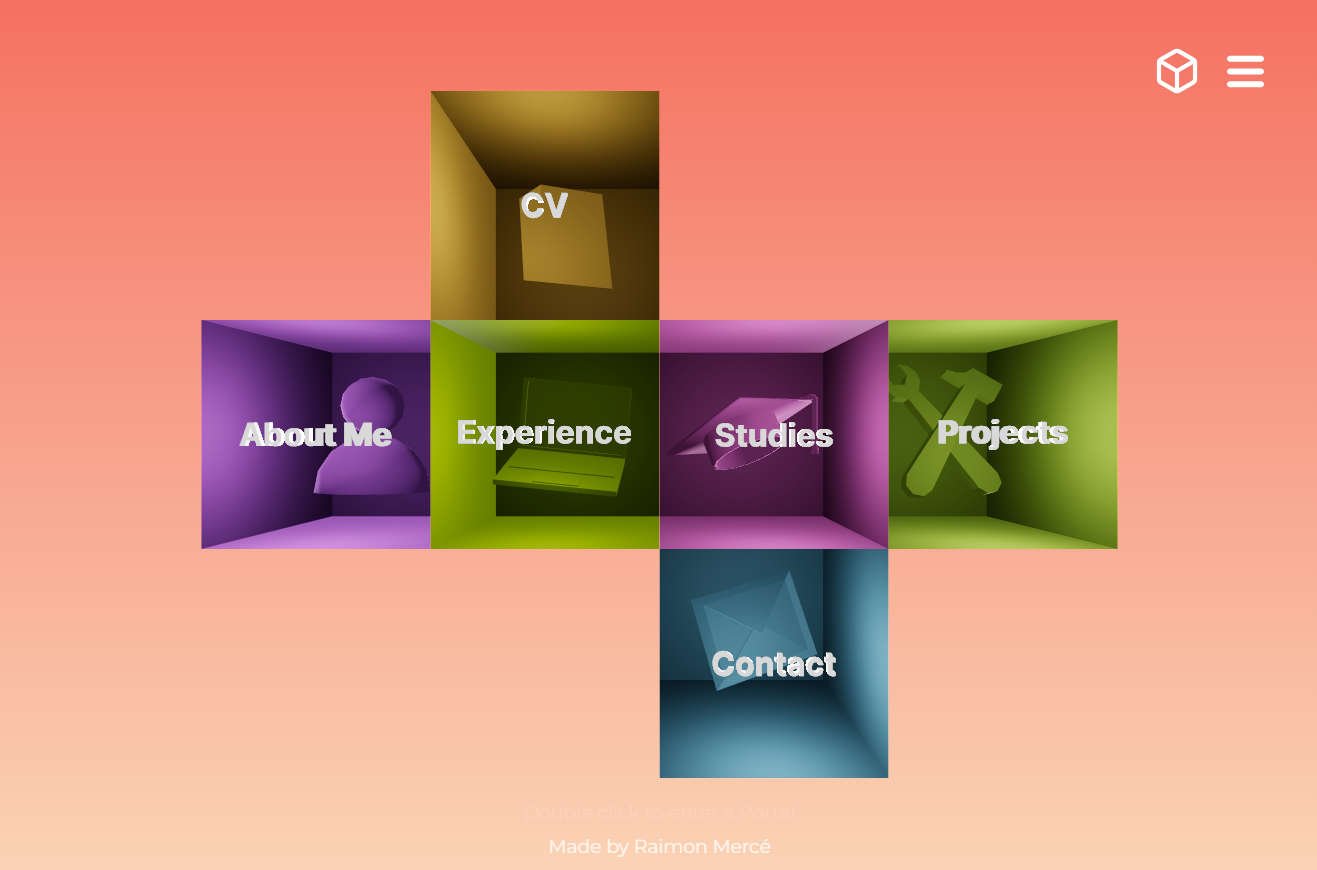 CV
About Me
Experience
Studies
Projects
Contact
Double click to enter a Portal
Made by Raimon Mercé